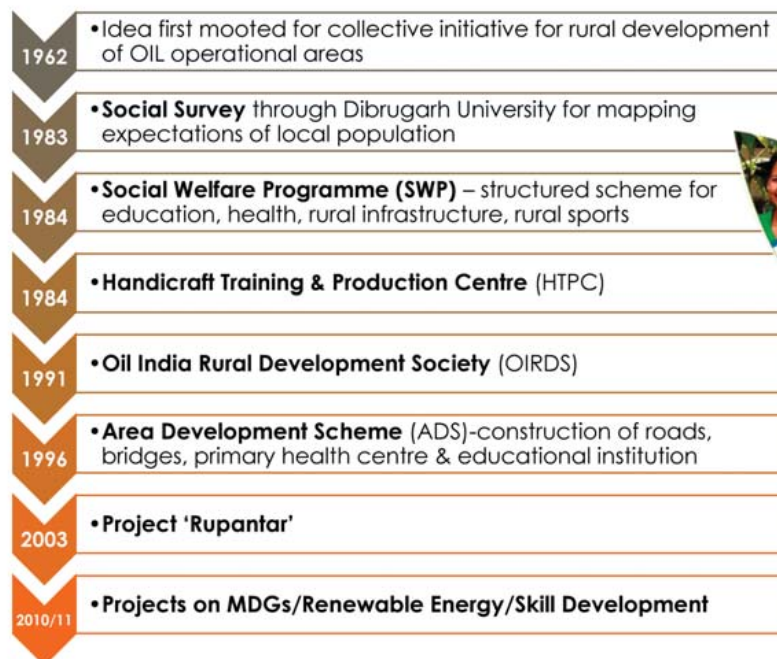 1962
•Idea first mooted for collective initiative for rural development
of OIL operational areas
1983
•Social Survey through Dibrugarh University for mapping
expectations of local population
1984
•Social Welfare Programme (SWP) – structured scheme for
education, health, rural infrastructure, rural sports
1984
•Handicraft Training & Production Centre (HTPC)
1991
•Oil India Rural Development Society (OIRDS)
1996
•Area Development Scheme (ADS)-construction of roads,
bridges, primary health centre & educational institution
2003
•Project ‘Rupantar’
2010/11
•Projects on MDGs/Renewable Energy/Skill Development